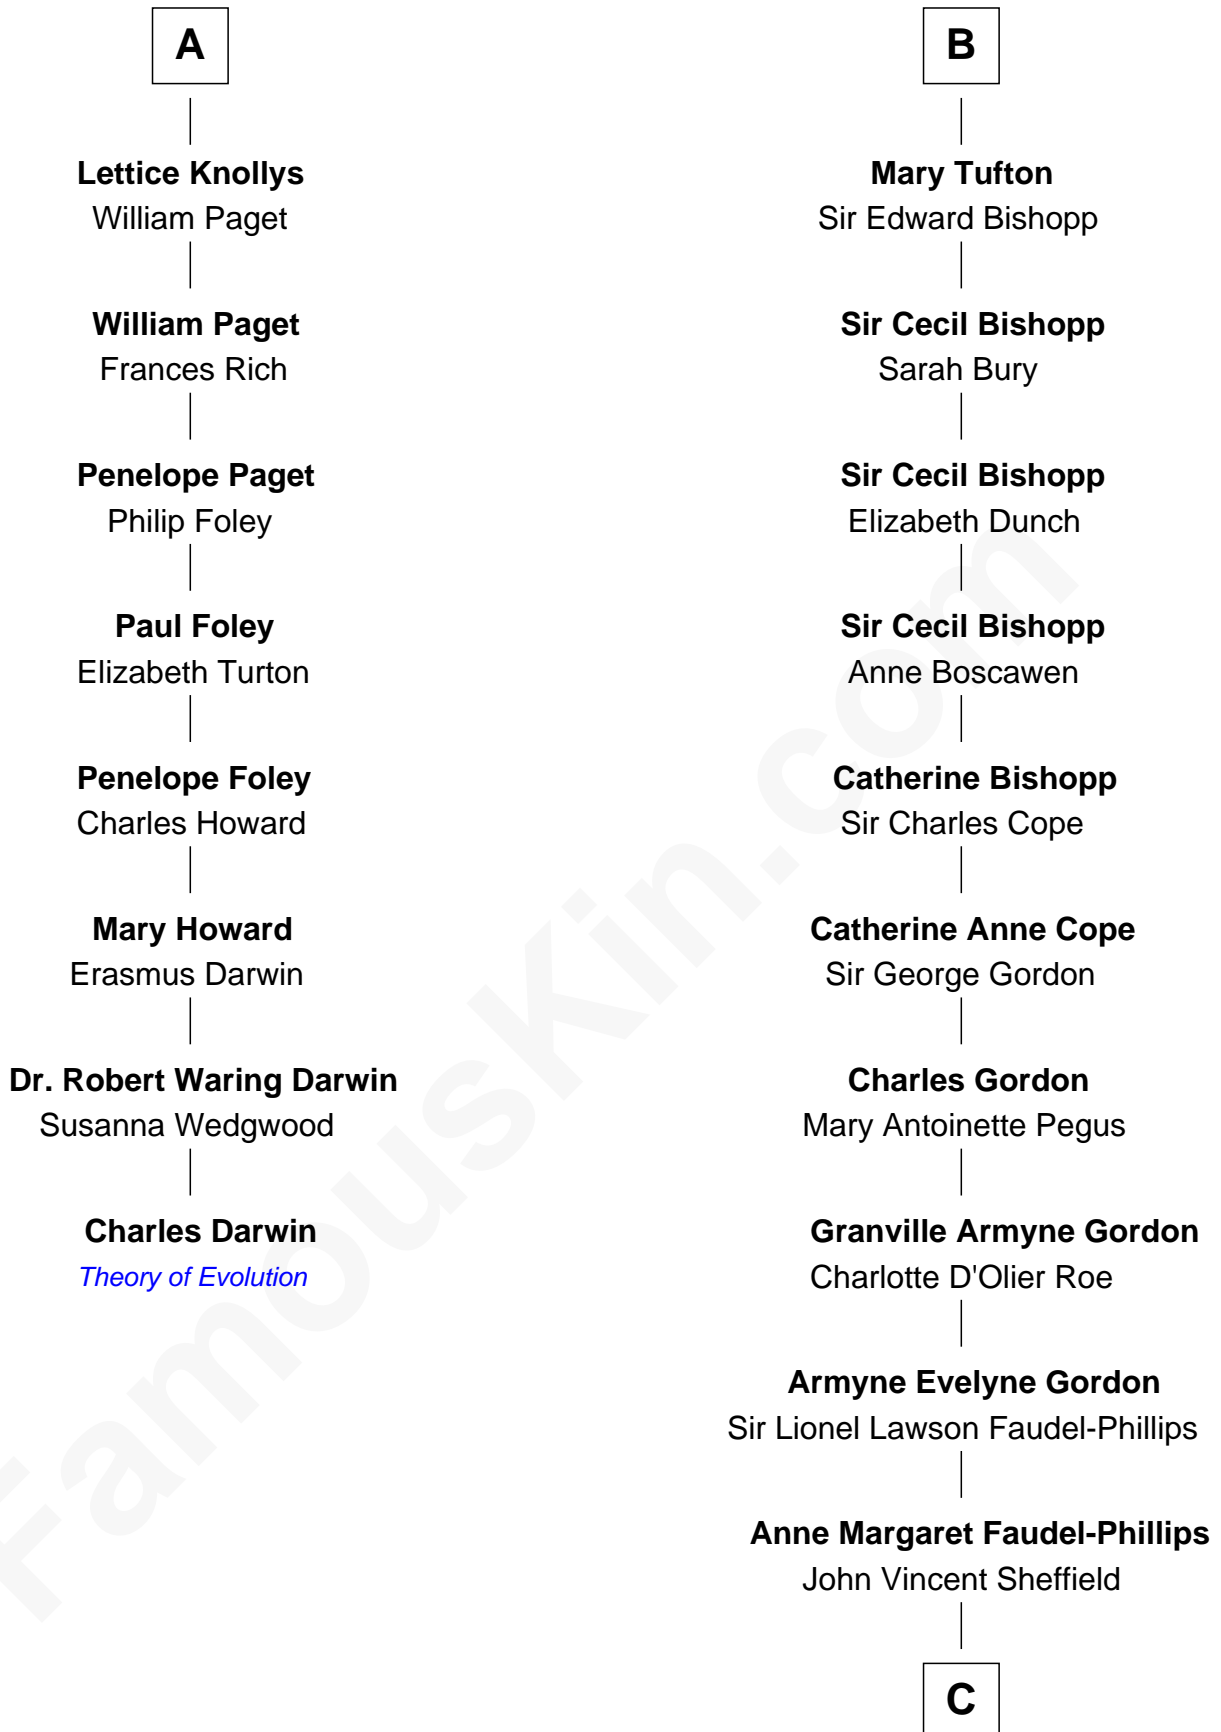 A
Lettice Knollys
William Paget
William Paget
Frances Rich
Penelope Paget
Philip Foley
Paul Foley
Elizabeth Turton
Penelope Foley
Charles Howard
Mary Howard
Erasmus Darwin
Dr. Robert Waring Darwin
Susanna Wedgwood
Charles Darwin
Theory of Evolution
B
Mary Tufton
Sir Edward Bishopp
Sir Cecil Bishopp
Sarah Bury
Sir Cecil Bishopp
Elizabeth Dunch
Sir Cecil Bishopp
Anne Boscawen
Catherine Bishopp
Sir Charles Cope
Catherine Anne Cope
Sir George Gordon
Charles Gordon
Mary Antoinette Pegus
Granville Armyne Gordon
Charlotte D'Olier Roe
Armyne Evelyne Gordon
Sir Lionel Lawson Faudel-Phillips
Anne Margaret Faudel-Phillips
John Vincent Sheffield
C
FamousKin.com